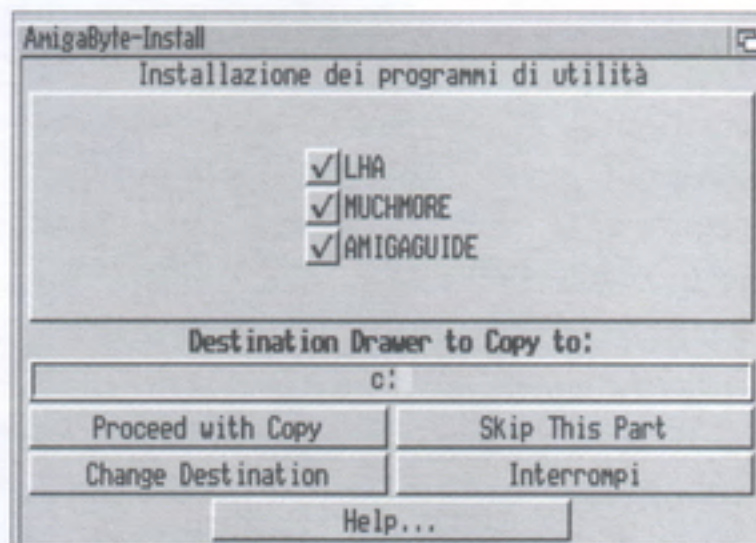 AmigaByte-Install
Installazione dei programmi di utilità
LHA
MUCHMORE
AMIGAGUIDE
Destination Drawer to Copy to:
c:
Proceed with Copy
Skip This Part
Change Destination
Interrompi
Help...